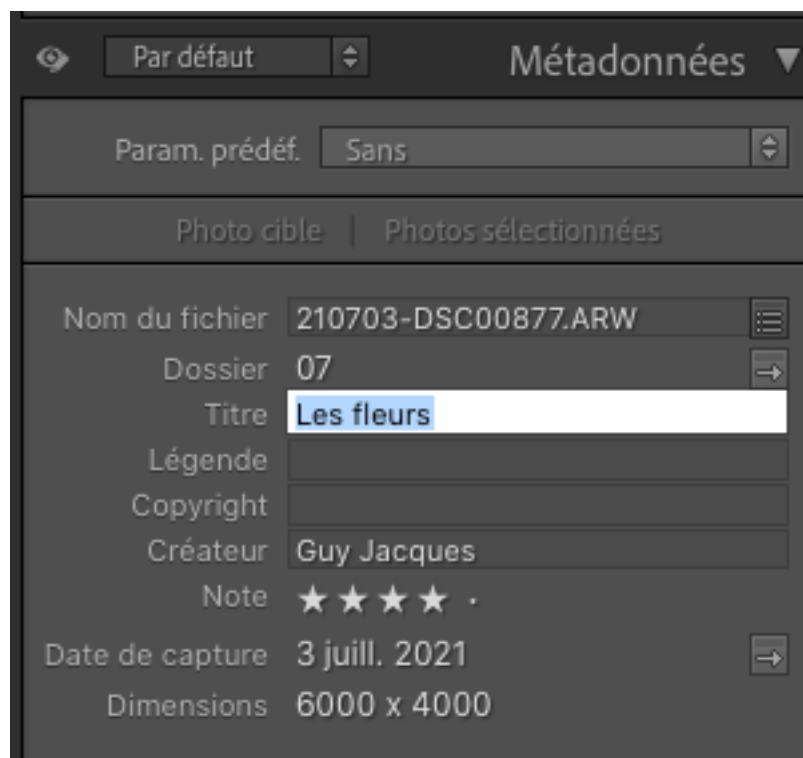 Par défaut Métadonnées
Param. prédéf. Sans
Photo cible | Photos sélectionnées
Nom du fichier 210703-DSC00877.ARW
Dossier 07
Titre Les fleurs
Légende
Copyright
Créateur Guy Jacques
Note ★★★★ ·
Date de capture 3 juill. 2021
Dimensions 6000 x 4000